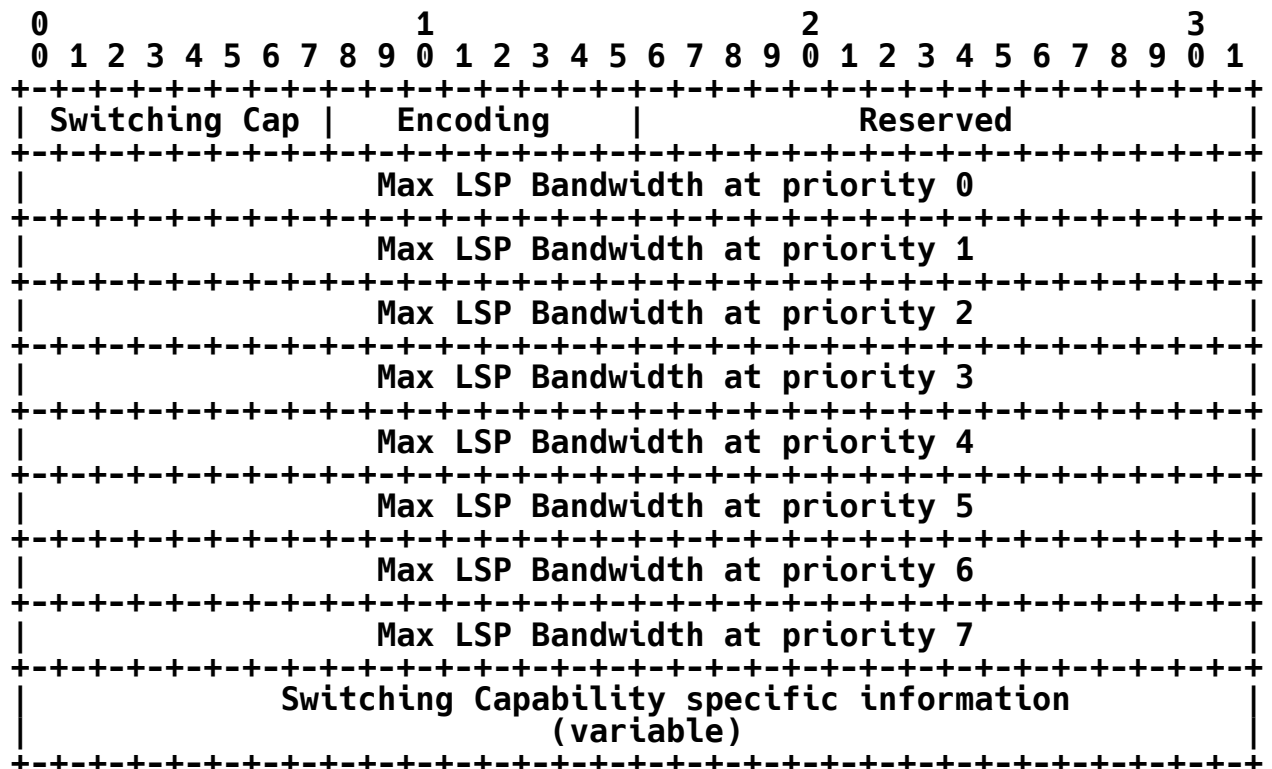 0                   1                   2                   3
 0 1 2 3 4 5 6 7 8 9 0 1 2 3 4 5 6 7 8 9 0 1 2 3 4 5 6 7 8 9 0 1
+-+-+-+-+-+-+-+-+-+-+-+-+-+-+-+-+-+-+-+-+-+-+-+-+-+-+-+-+-+-+-+-+
| Switching Cap |   Encoding    |           Reserved            |
+-+-+-+-+-+-+-+-+-+-+-+-+-+-+-+-+-+-+-+-+-+-+-+-+-+-+-+-+-+-+-+-+
|                  Max LSP Bandwidth at priority 0              |
+-+-+-+-+-+-+-+-+-+-+-+-+-+-+-+-+-+-+-+-+-+-+-+-+-+-+-+-+-+-+-+-+
|                  Max LSP Bandwidth at priority 1              |
+-+-+-+-+-+-+-+-+-+-+-+-+-+-+-+-+-+-+-+-+-+-+-+-+-+-+-+-+-+-+-+-+
|                  Max LSP Bandwidth at priority 2              |
+-+-+-+-+-+-+-+-+-+-+-+-+-+-+-+-+-+-+-+-+-+-+-+-+-+-+-+-+-+-+-+-+
|                  Max LSP Bandwidth at priority 3              |
+-+-+-+-+-+-+-+-+-+-+-+-+-+-+-+-+-+-+-+-+-+-+-+-+-+-+-+-+-+-+-+-+
|                  Max LSP Bandwidth at priority 4              |
+-+-+-+-+-+-+-+-+-+-+-+-+-+-+-+-+-+-+-+-+-+-+-+-+-+-+-+-+-+-+-+-+
|                  Max LSP Bandwidth at priority 5              |
+-+-+-+-+-+-+-+-+-+-+-+-+-+-+-+-+-+-+-+-+-+-+-+-+-+-+-+-+-+-+-+-+
|                  Max LSP Bandwidth at priority 6              |
+-+-+-+-+-+-+-+-+-+-+-+-+-+-+-+-+-+-+-+-+-+-+-+-+-+-+-+-+-+-+-+-+
|                  Max LSP Bandwidth at priority 7              |
+-+-+-+-+-+-+-+-+-+-+-+-+-+-+-+-+-+-+-+-+-+-+-+-+-+-+-+-+-+-+-+-+
|             Switching Capability specific information         |
|                           (variable)                          |
+-+-+-+-+-+-+-+-+-+-+-+-+-+-+-+-+-+-+-+-+-+-+-+-+-+-+-+-+-+-+-+-+